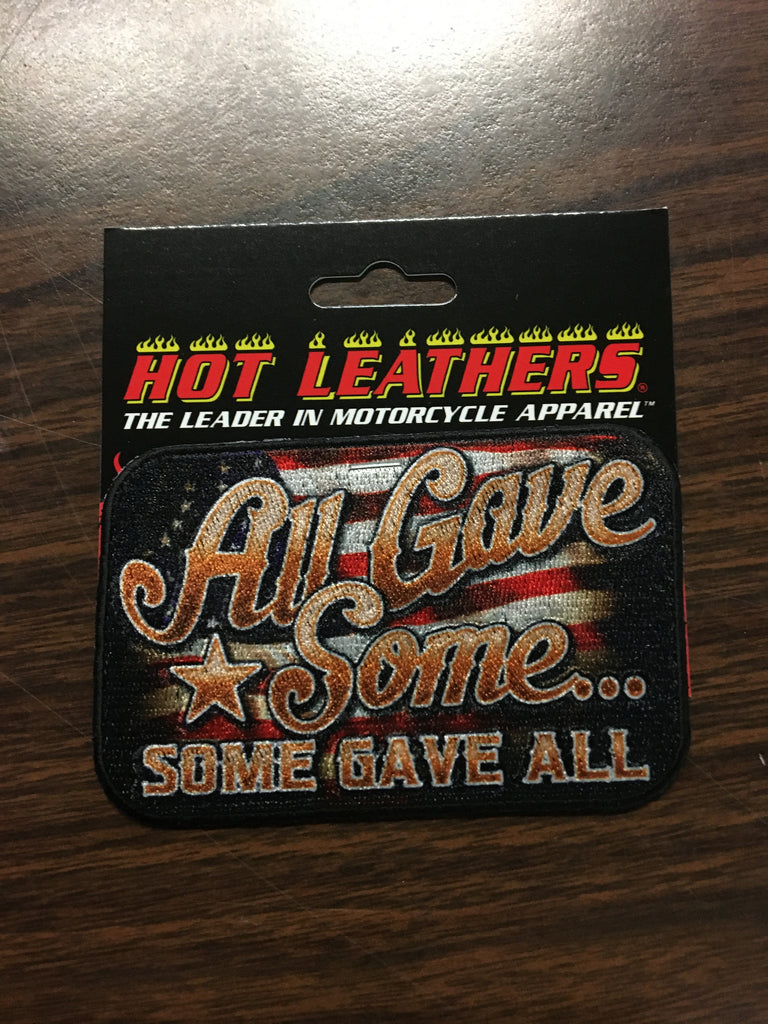 HOT LEATHERS®
THE LEADER IN MOTORCYCLE APPAREL™
All Gave
Some...
SOME GAVE ALL